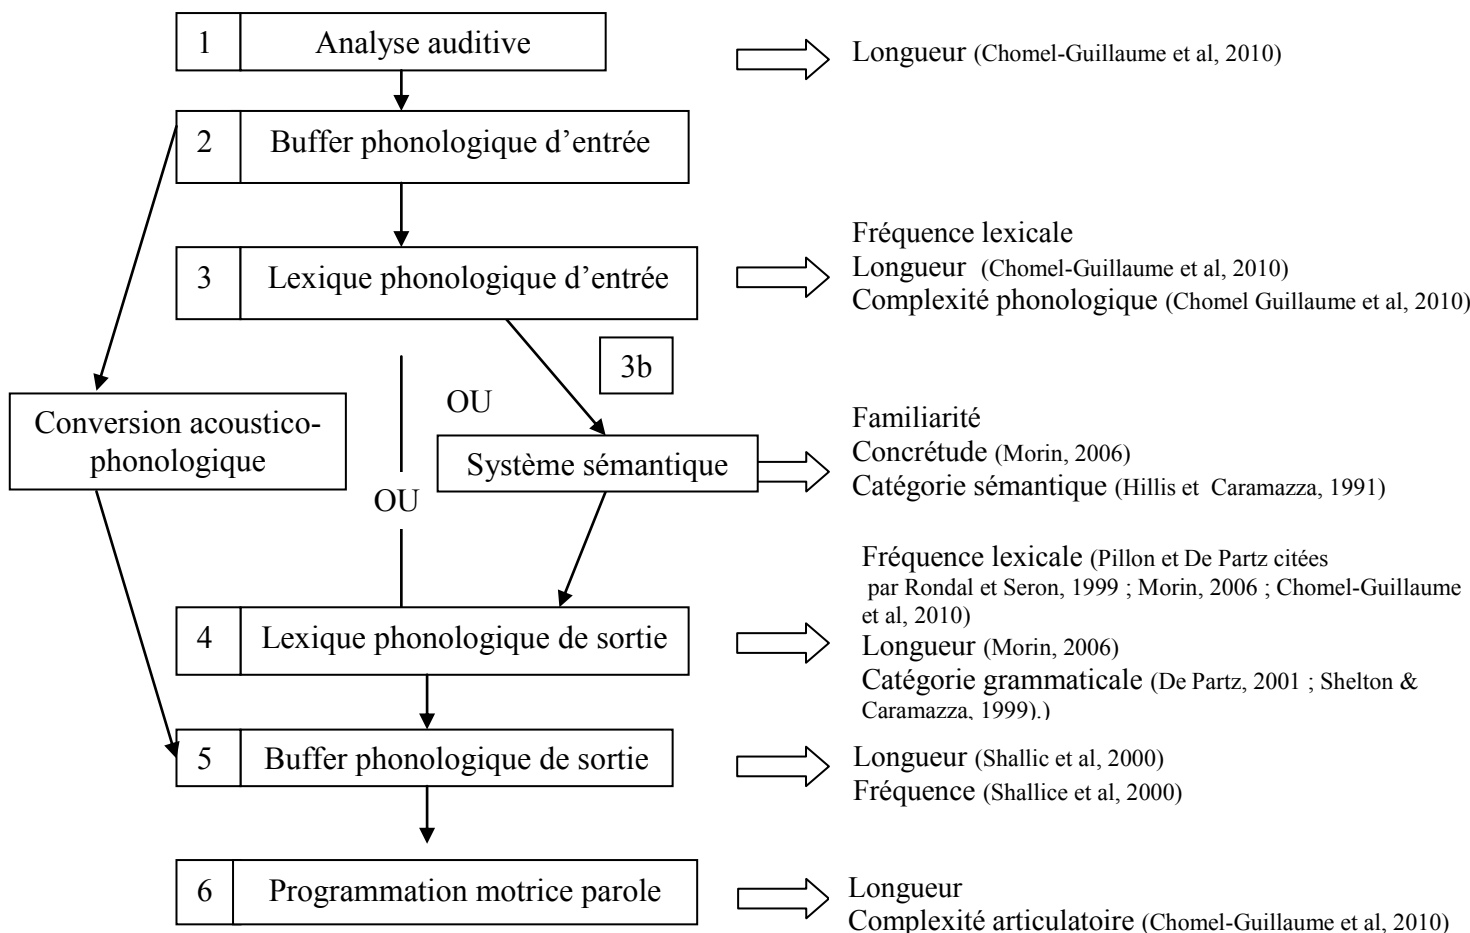 1 Analyse auditive
Longueur (Chomel-Guillaume et al, 2010)
2 Buffer phonologique d’entrée
3 Lexique phonologique d’entrée
Fréquence lexicale
Longueur (Chomel-Guillaume et al, 2010)
Complexité phonologique (Chomel Guillaume et al, 2010)
3b
OU
Conversion acoustico-
phonologique
Système sémantique
Familiarité
Concrétude (Morin, 2006)
Catégorie sémantique (Hillis et Caramazza, 1991)
OU
4 Lexique phonologique de sortie
Fréquence lexicale (Pillon et De Partz citées
par Rondal et Seron, 1999 ; Morin, 2006 ; Chomel-Guillaume
et al, 2010)
Longueur (Morin, 2006)
Catégorie grammaticale (De Partz, 2001 ; Shelton &
Caramazza, 1999).)
5 Buffer phonologique de sortie
Longueur (Shallic et al, 2000)
Fréquence (Shallice et al, 2000)
6 Programmation motrice parole
Longueur
Complexité articulatoire (Chomel-Guillaume et al, 2010)